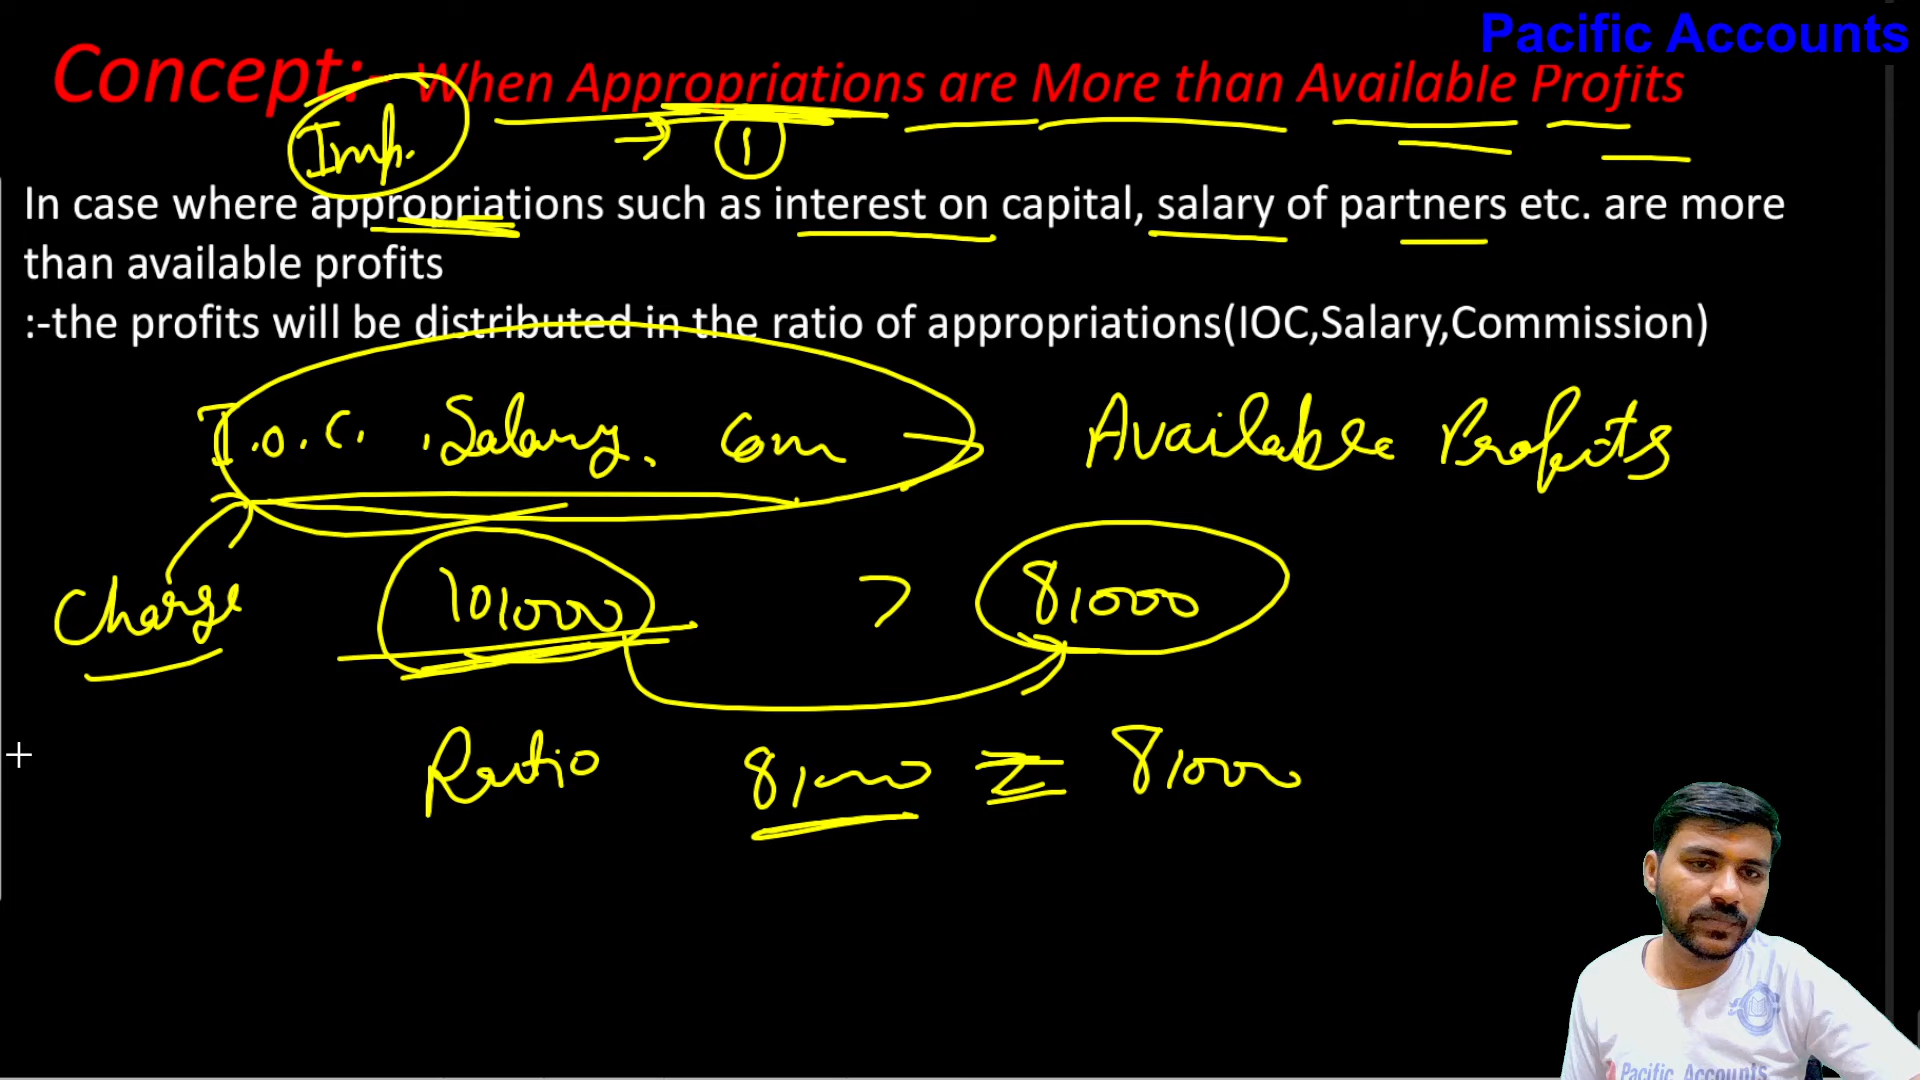 Pacific Accounts
Concept:- When Appropriations are More than Available Profits
Imp. → 1
In case where appropriations such as interest on capital, salary of partners etc. are more
than available profits
:-the profits will be distributed in the ratio of appropriations(IOC,Salary,Commission)
I.O.C. , Salary, Com Available Profits
Charge 101000 > 81000
Ratio 81000 = 81000
Pacific Accounts